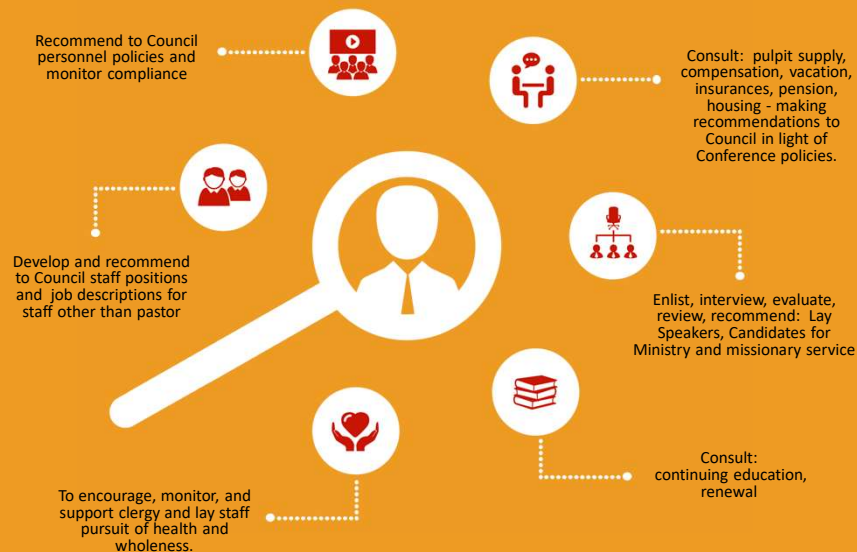 Recommend to Council
personnel policies and
monitor compliance
Consult: pulpit supply,
compensation, vacation,
insurances, pension,
housing - making
recommendations to
Council in light of
Conference policies.
Develop and recommend
to Council staff positions
and job descriptions for
staff other than pastor
Enlist, interview, evaluate,
review, recommend: Lay
Speakers, Candidates for
Ministry and missionary service
To encourage, monitor, and
support clergy and lay staff
pursuit of health and
wholeness.
Consult:
continuing education,
renewal